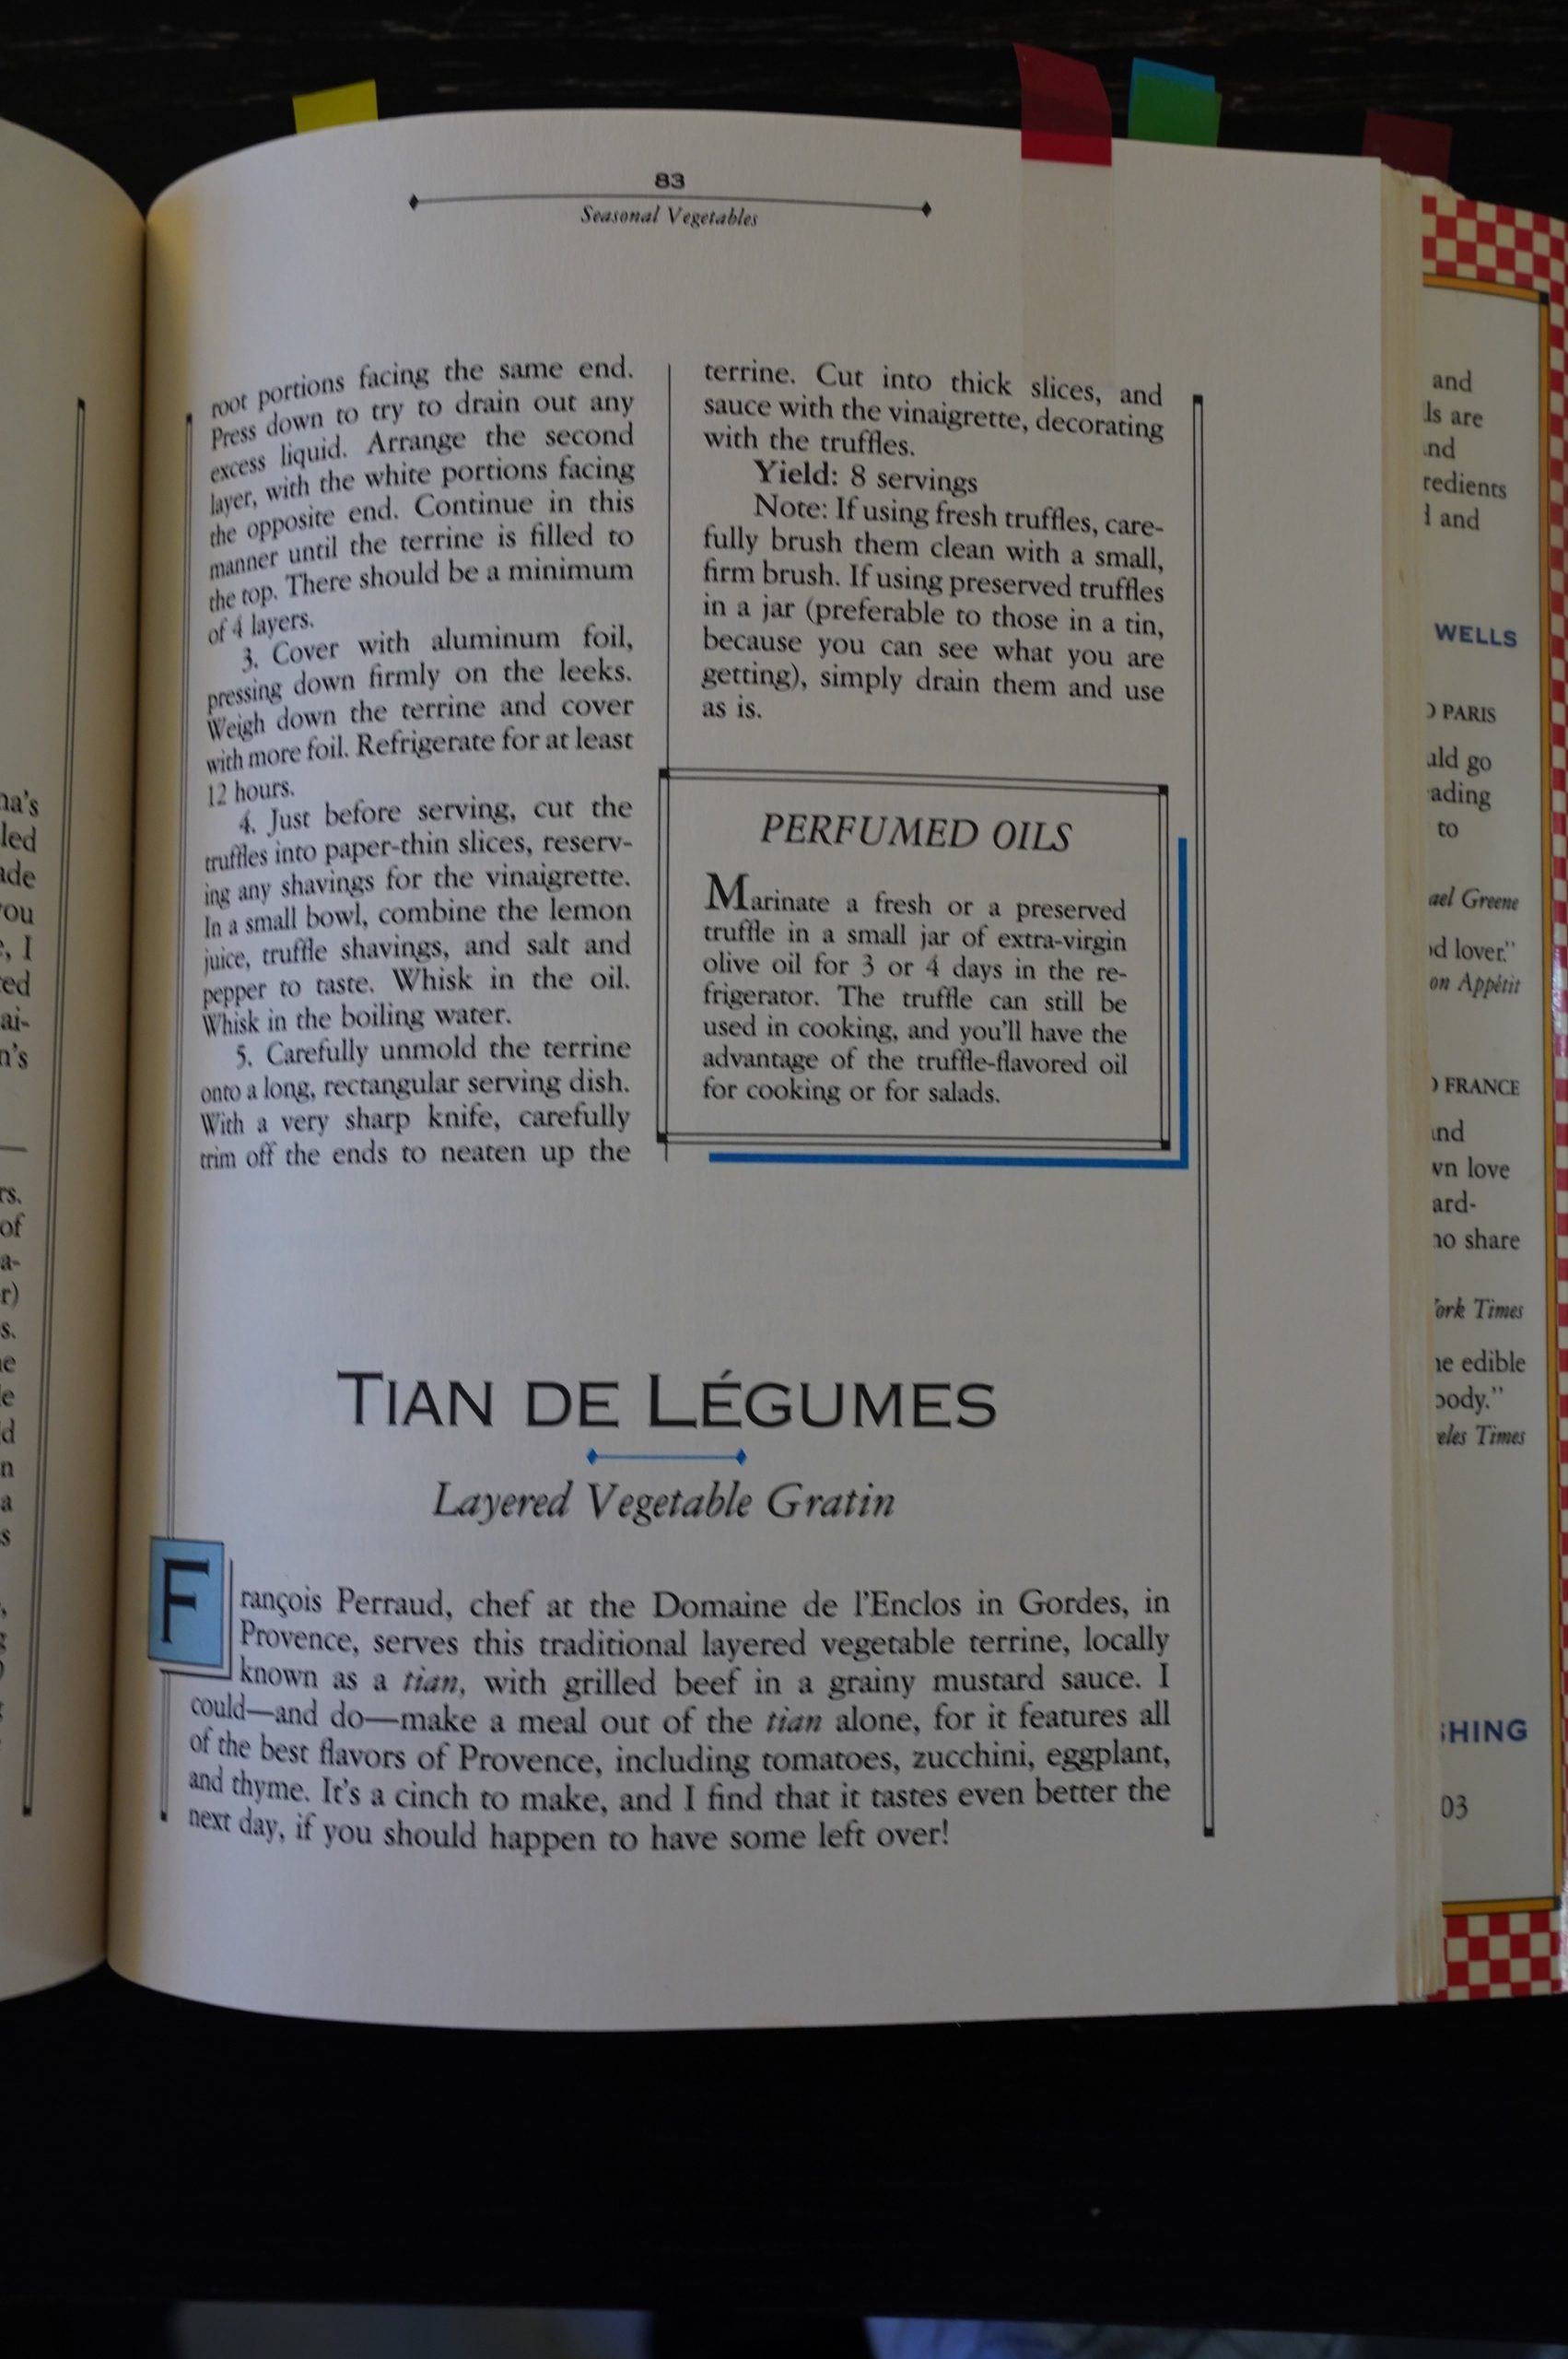 83
Seasonal Vegetables
root portions facing the same end.
Press down to try to drain out any
excess liquid. Arrange the second
layer, with the white portions facing
the opposite end. Continue in this
manner until the terrine is filled to
the top. There should be a minimum
of 4 layers.
3. Cover with aluminum foil,
pressing down firmly on the leeks.
Weigh down the terrine and cover
with more foil. Refrigerate for at least
12 hours.
4. Just before serving, cut the
truffles into paper-thin slices, reserv-
ing any shavings for the vinaigrette.
In a small bowl, combine the lemon
juice, truffle shavings, and salt and
pepper to taste. Whisk in the oil.
Whisk in the boiling water.
5. Carefully unmold the terrine
onto a long, rectangular serving dish.
With a very sharp knife, carefully
trim off the ends to neaten up the
terrine. Cut into thick slices, and
sauce with the vinaigrette, decorating
with the truffles.
Yield: 8 servings
Note: If using fresh truffles, care-
fully brush them clean with a small,
firm brush. If using preserved truffles
in a jar (preferable to those in a tin,
because you can see what you are
getting), simply drain them and use
as is.
PERFUMED OILS
Marinate a fresh or a preserved
truffle in a small jar of extra-virgin
olive oil for 3 or 4 days in the re-
frigerator. The truffle can still be
used in cooking, and you'll have the
advantage of the truffle-flavored oil
for cooking or for salads.
TIAN DE LÉGUMES
Layered Vegetable Gratin
François Perraud, chef at the Domaine de l'Enclos in Gordes, in
Provence, serves this traditional layered vegetable terrine, locally
known as a tian, with grilled beef in a grainy mustard sauce. I
could—and do—make a meal out of the tian alone, for it features all
of the best flavors of Provence, including tomatoes, zucchini, eggplant,
and thyme. It's a cinch to make, and I find that it tastes even better the
next day, if you should happen to have some left over!
and
are
and
WELLS
PARIS
go
to
Greene
lover."
Appétit
FRANCE
love
share
Times
edible
Times
03